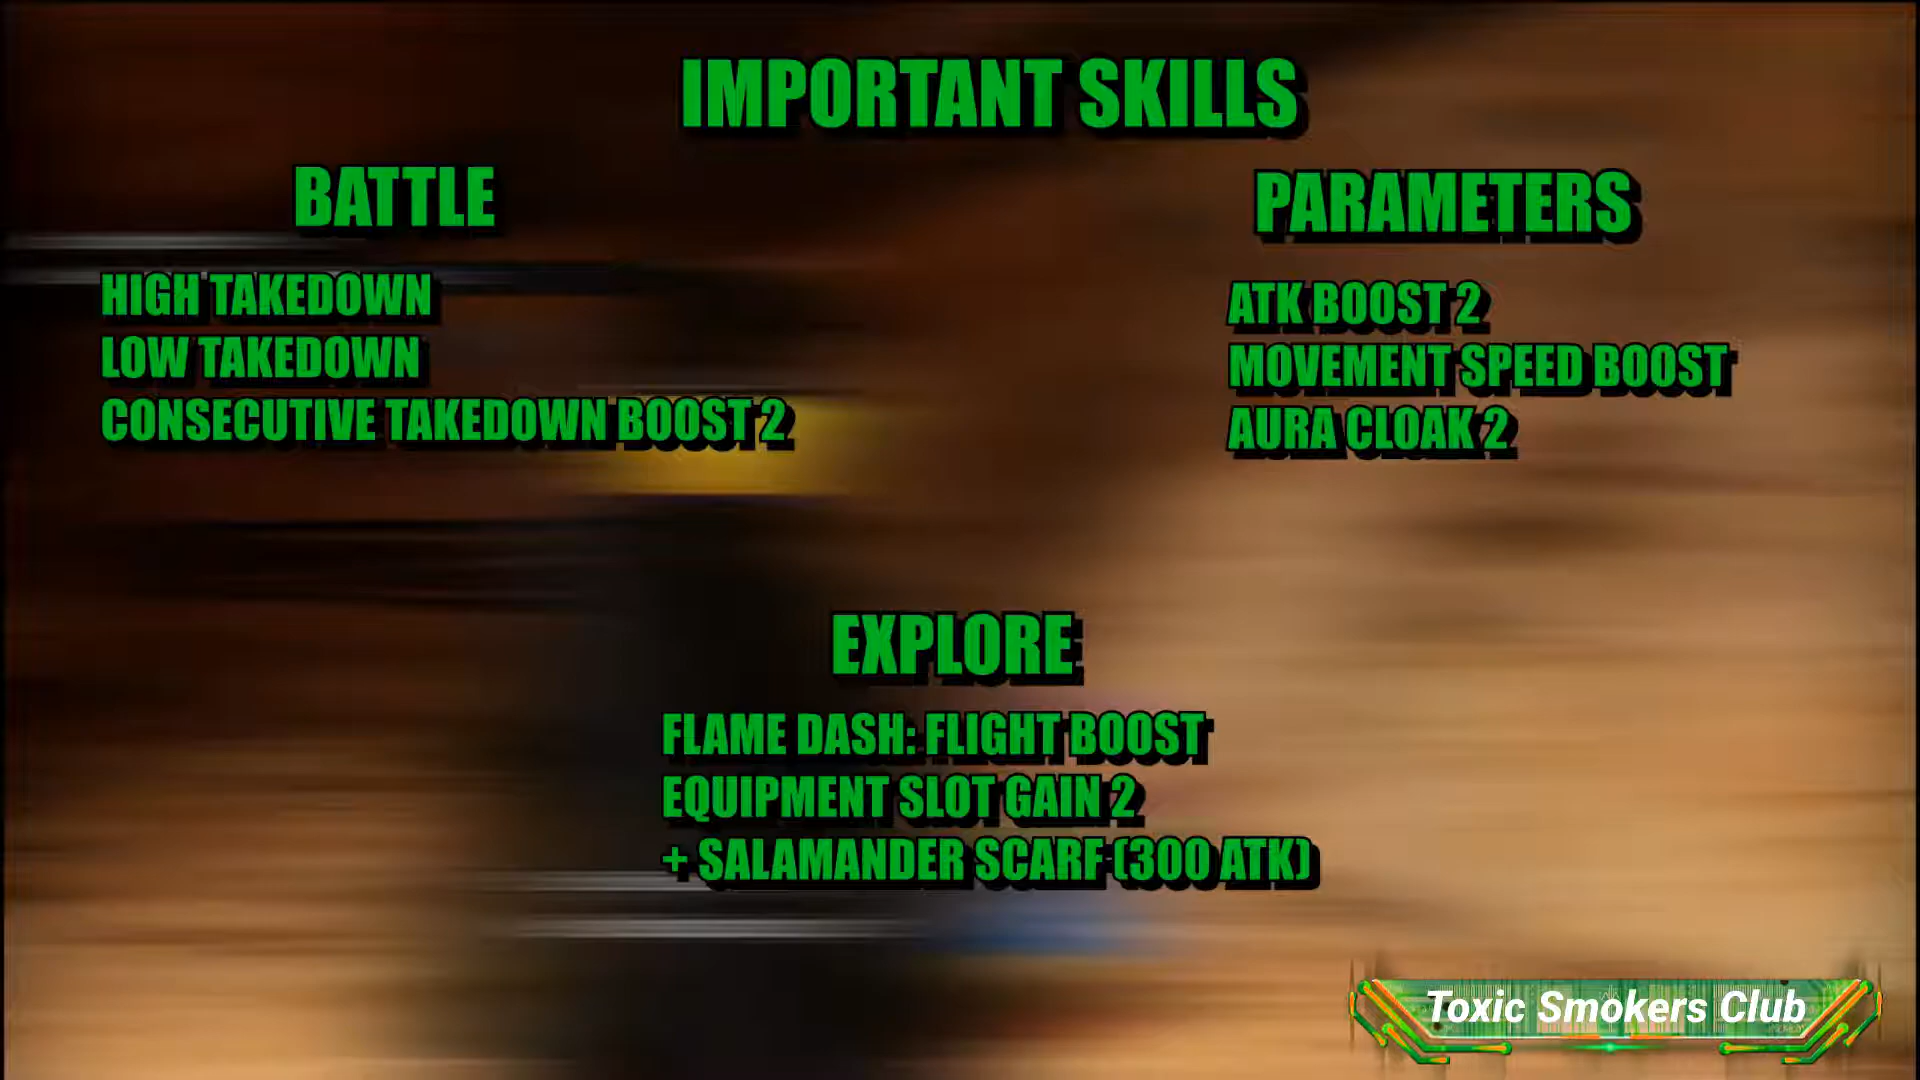 IMPORTANT SKILLS
BATTLE
HIGH TAKEDOWN
LOW TAKEDOWN
CONSECUTIVE TAKEDOWN BOOST 2
PARAMETERS
ATK BOOST 2
MOVEMENT SPEED BOOST
AURA CLOAK 2
EXPLORE
FLAME DASH: FLIGHT BOOST
EQUIPMENT SLOT GAIN 2
+ SALAMANDER SCARF (300 ATK)
Toxic Smokers Club